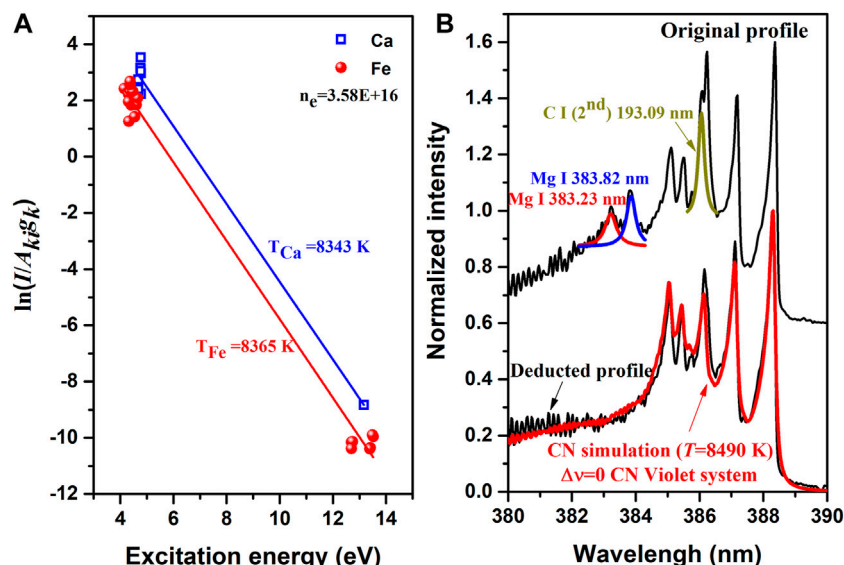 A
4
3
2
0
-2
-4
-6
-8
-10
-12
ln(I/A_{ki}g_k)
Ca
Fe
n_e=3.58E+16
T_Ca =8343 K
T_Fe =8365 K
4 6 8 10 12 14
Excitation energy (eV)
B
1.6
1.4
1.2
1.0
0.8
0.6
0.4
0.2
0.0
Normalized intensity
Original profile
C I (2nd) 193.09 nm
Mg I 383.82 nm
Mg I 383.23 nm
Deducted profile
CN simulation (T=8490 K)
Δν=0 CN Violet system
380 382 384 386 388 390
Wavelengh (nm)